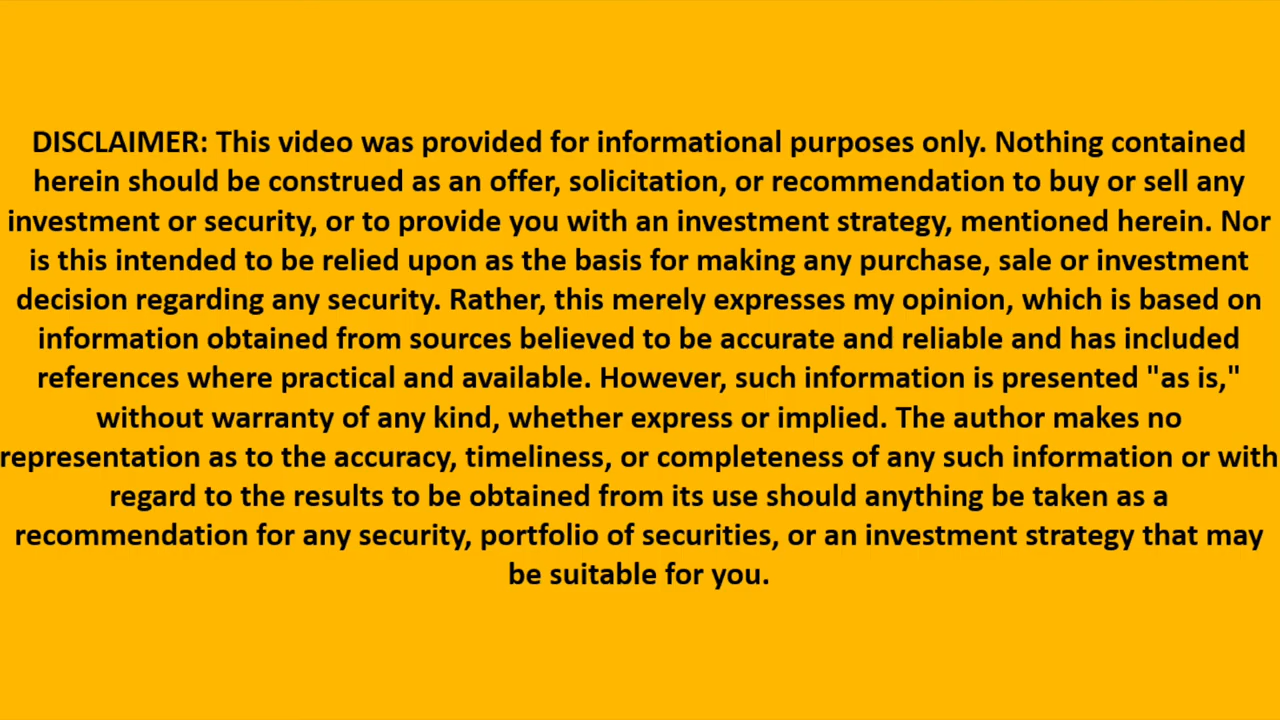 DISCLAIMER: This video was provided for informational purposes only. Nothing contained
herein should be construed as an offer, solicitation, or recommendation to buy or sell any
investment or security, or to provide you with an investment strategy, mentioned herein. Nor
is this intended to be relied upon as the basis for making any purchase, sale or investment
decision regarding any security. Rather, this merely expresses my opinion, which is based on
information obtained from sources believed to be accurate and reliable and has included
references where practical and available. However, such information is presented "as is,"
without warranty of any kind, whether express or implied. The author makes no
representation as to the accuracy, timeliness, or completeness of any such information or with
regard to the results to be obtained from its use should anything be taken as a
recommendation for any security, portfolio of securities, or an investment strategy that may
be suitable for you.